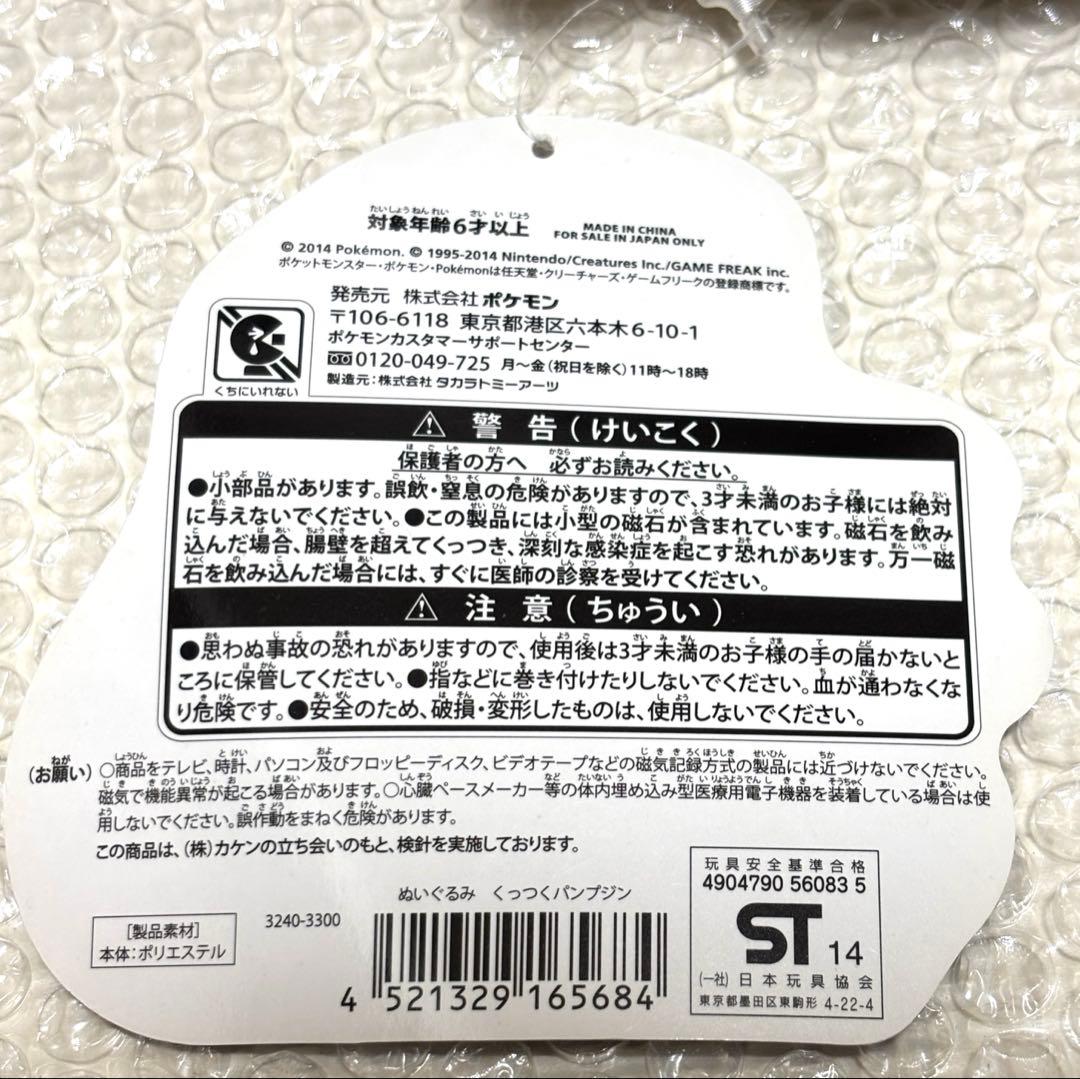 対象年齢6才以上
MADE IN CHINA
FOR SALE IN JAPAN ONLY
© 2014 Pokémon. © 1995-2014 Nintendo/Creatures Inc./GAME FREAK inc.
ポケットモンスター・ポケモン・Pokémonは任天堂・クリーチャーズ・ゲームフリークの登録商標です。
発売元 株式会社 ポケモン
〒106-6118 東京都港区六本木6-10-1
ポケモンカスタマーサポートセンター
0120-049-725 月〜金(祝日を除く)11時〜18時
製造元:株式会社 タカラトミーアーツ
くちにいれない
⚠ 警 告(けいこく)
保護者の方へ 必ずお読みください。
●小部品があります。誤飲・窒息の危険がありますので、3才未満のお子様には絶対
に与えないでください。●この製品には小型の磁石が含まれています。磁石を飲み
込んだ場合、腸壁を超えてくっつき、深刻な感染症を起こす恐れがあります。万一磁
石を飲み込んだ場合には、すぐに医師の診察を受けてください。
⚠ 注 意(ちゅうい)
●思わぬ事故の恐れがありますので、使用後は3才未満のお子様の手の届かないと
ころに保管してください。●指などに巻き付けたりしないでください。血が通わなくな
り危険です。●安全のため、破損・変形したものは、使用しないでください。
(お願い)○商品をテレビ、時計、パソコン及びフロッピーディスク、ビデオテープなどの磁気記録方式の製品には近づけないでください。
磁気で機能異常が起こる場合があります。○心臓ペースメーカー等の体内埋め込み型医療用電子機器を装着している場合は使
用しないでください。誤作動をまねく危険があります。
この商品は、(株)カケンの立ち会いのもと、検針を実施しております。
[製品素材]
本体:ポリエステル
3240-3300
ぬいぐるみ くっつくパンプジン
4 521329 165684
玩具安全基準合格
4904790 56083 5
ST 14
(一社)日本玩具協会
東京都墨田区東駒形 4-22-4